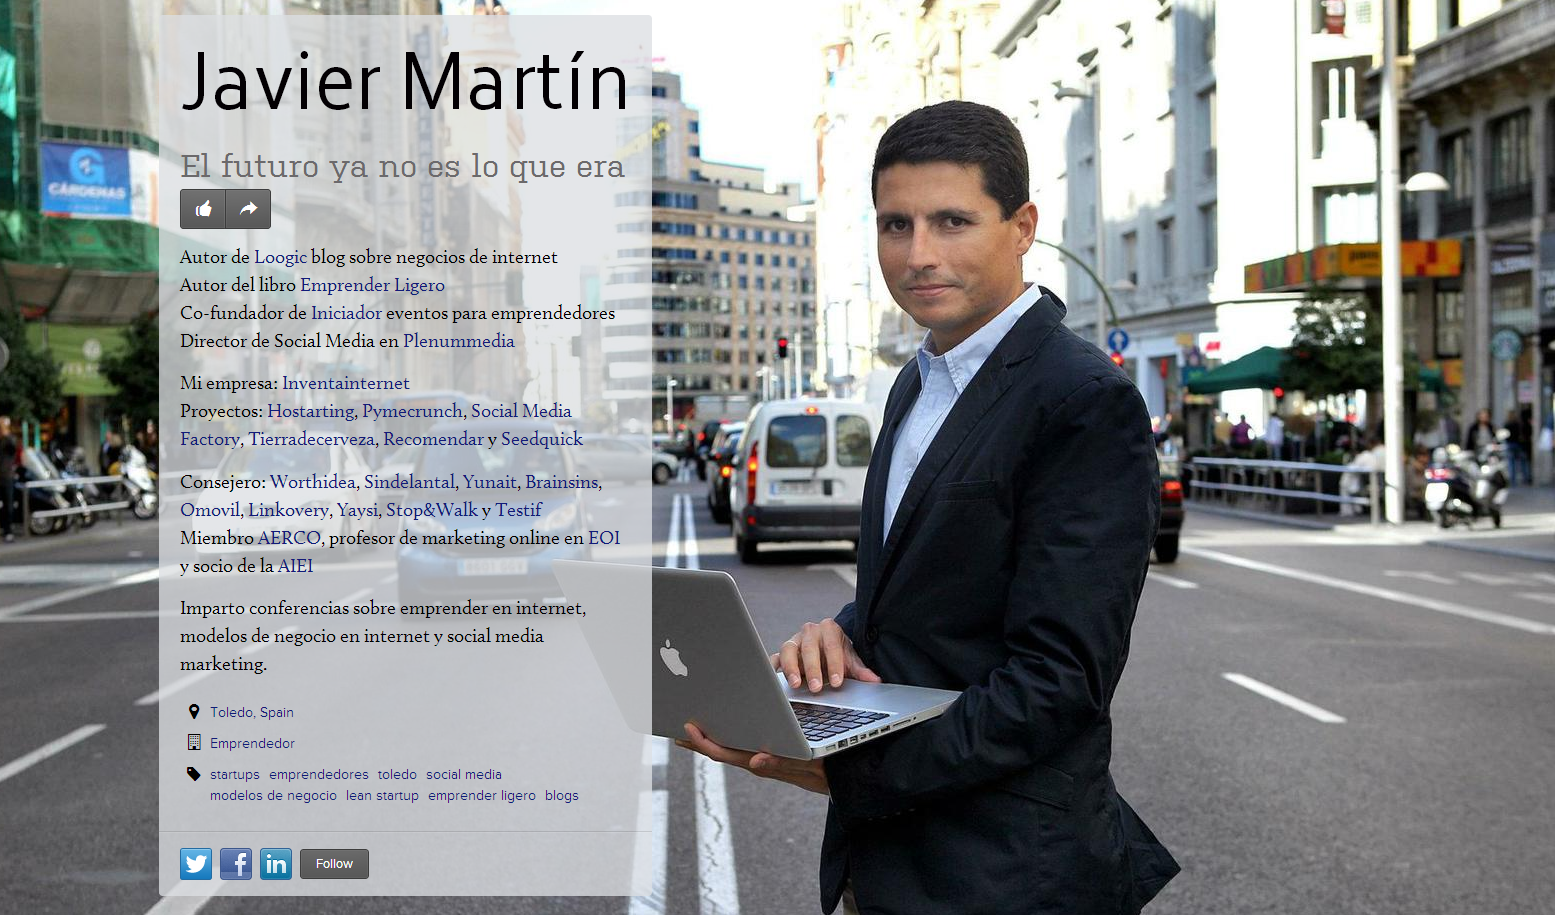 Javier Martín
El futuro ya no es lo que era
Autor de Loogic blog sobre negocios de internet
Autor del libro Emprender Ligero
Co-fundador de Iniciador eventos para emprendedores
Director de Social Media en Plenummedia
Mi empresa: Inventainternet
Proyectos: Hostarting, Pymecrunch, Social Media
Factory, Tierradecerveza, Recomendar y Seedquick
Consejero: Worthidea, Sindelantal, Yunait, Brainsins,
Omovil, Linkovery, Yaysi, Stop&Walk y Testif
Miembro AERCO, profesor de marketing online en EOI
y socio de la AIEI
Imparto conferencias sobre emprender en internet,
modelos de negocio en internet y social media
marketing.
Toledo, Spain
Emprendedor
startups emprendedores toledo social media
modelos de negocio lean startup emprender ligero blogs
Follow
CÁRDENAS